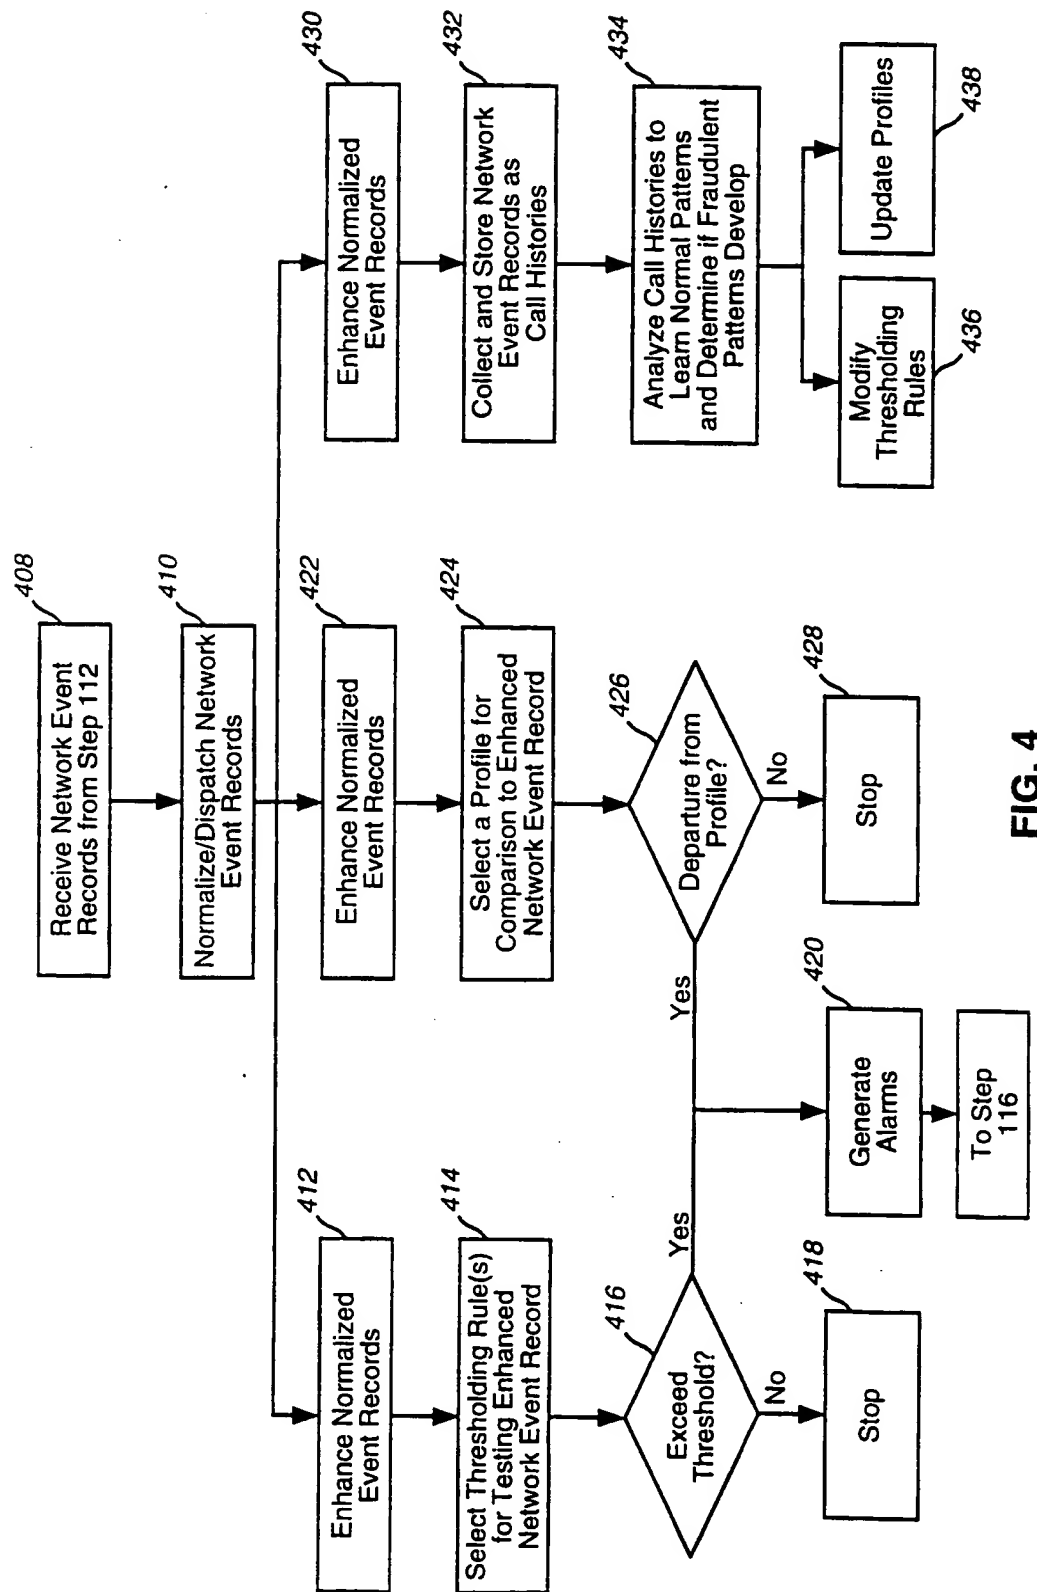 408
Receive Network Event
Records from Step 112
410
Normalize/Dispatch Network
Event Records
412
Enhance Normalized
Event Records
414
Select Thresholding Rule(s)
for Testing Enhanced
Network Event Record
416
Exceed
Threshold?
Yes
No
418
Stop
422
Enhance Normalized
Event Records
424
Select a Profile for
Comparison to Enhanced
Network Event Record
426
Departure from
Profile?
Yes
No
428
Stop
420
Generate
Alarms
To Step
116
430
Enhance Normalized
Event Records
432
Collect and Store Network
Event Records as
Call Histories
434
Analyze Call Histories to
Learn Normal Patterns
and Determine if Fraudulent
Patterns Develop
Modify
Thresholding
Rules
436
Update Profiles
438
FIG. 4